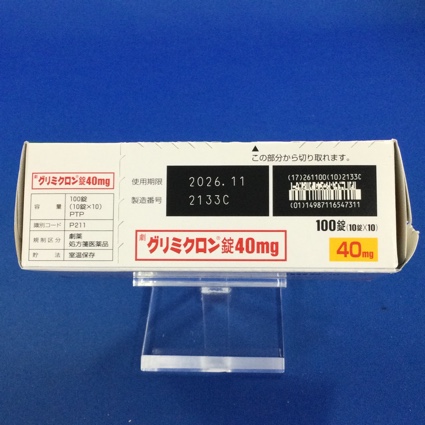 劇 グリミクロン®錠40mg
容量 100錠
(10錠×10)
PTP
識別コード P211
規制区分 劇薬
処方箋医薬品
貯法 室温保存
▲
この部分から切り取れます。
使用期限 2026.11
製造番号 2133C
(17)261100(10)2133C
(01)14987116547311
劇 グリミクロン®錠40mg
100錠(10錠×10)
40mg